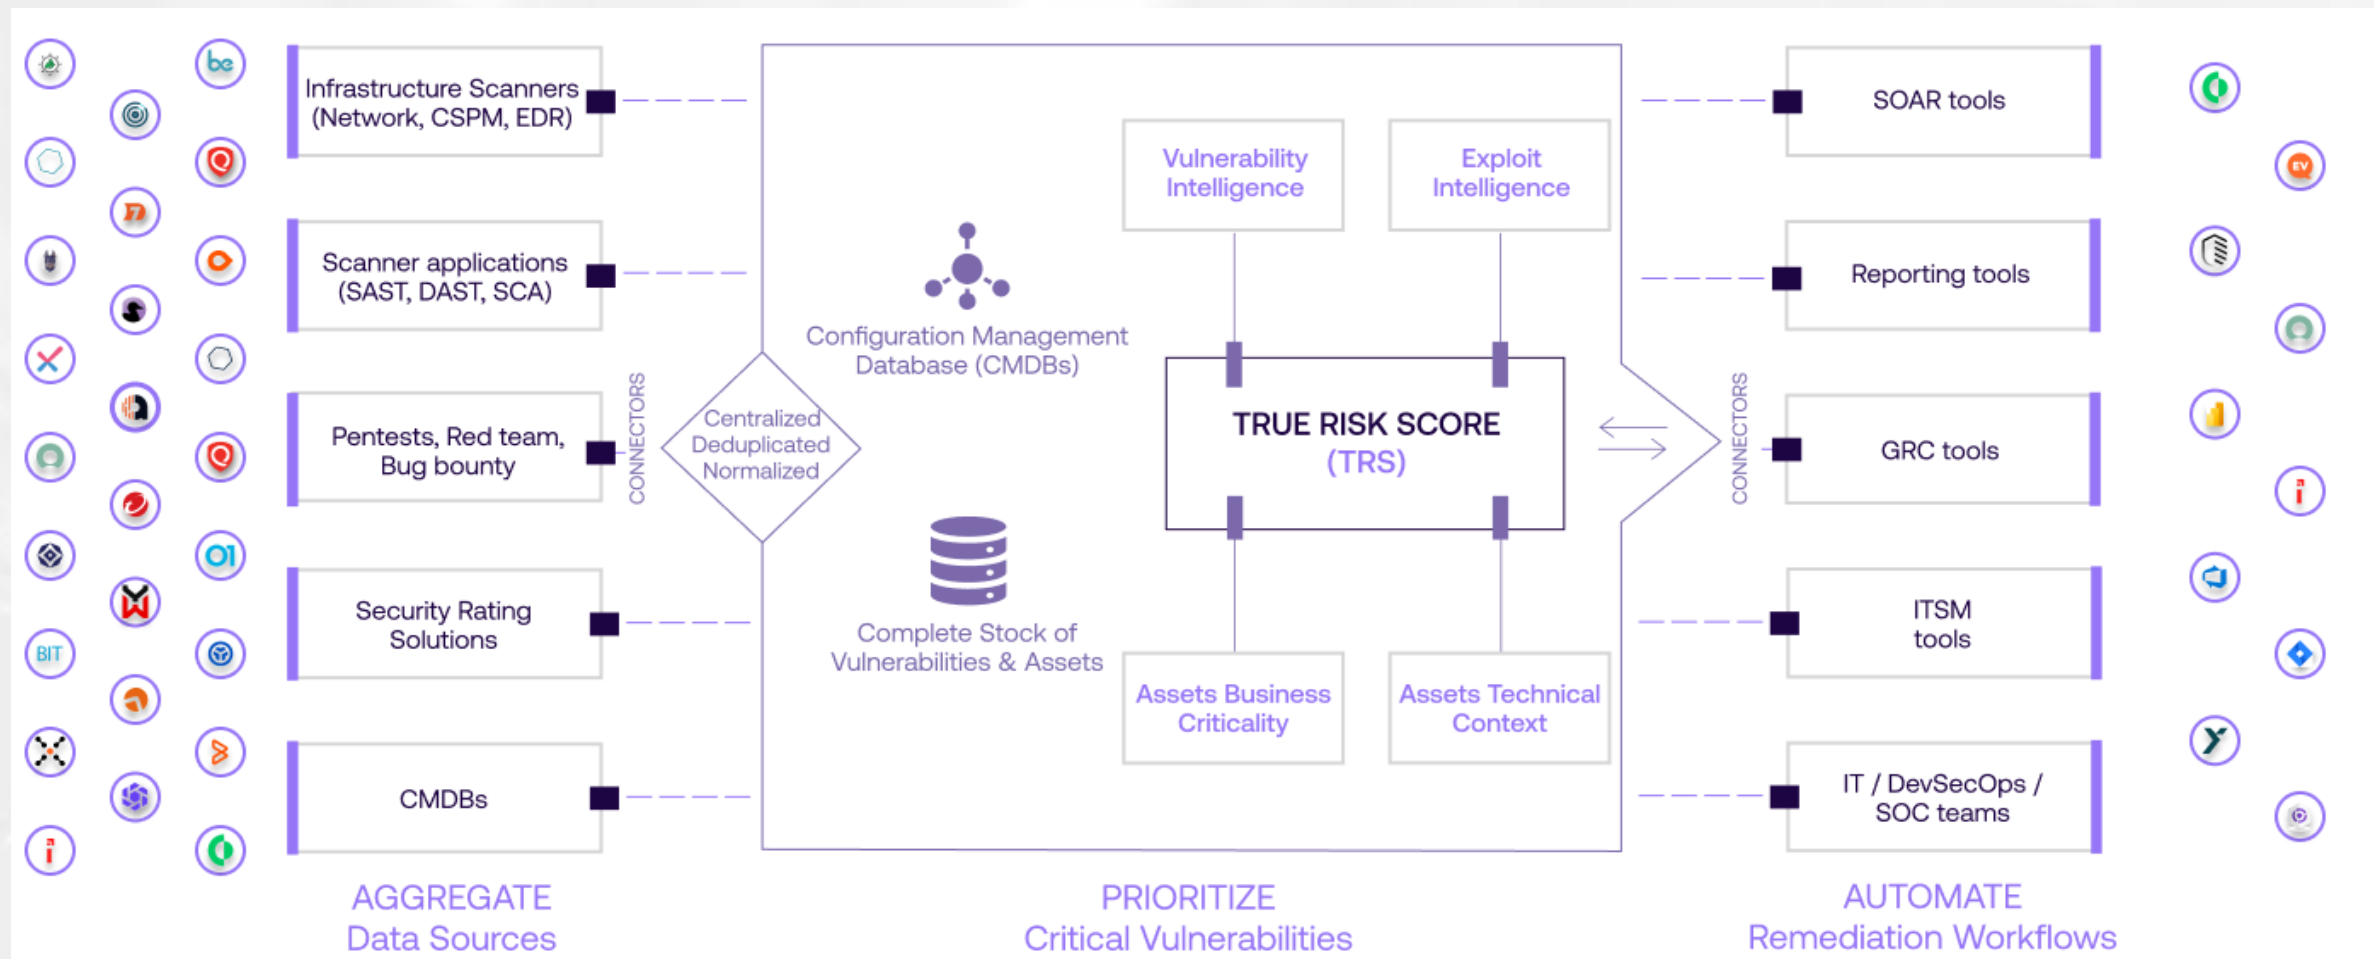 Infrastructure Scanners
(Network, CSPM, EDR)
Scanner applications
(SAST, DAST, SCA)
Pentests, Red team,
Bug bounty
Security Rating
Solutions
CMDBs
AGGREGATE
Data Sources
CONNECTORS
Centralized
Deduplicated
Normalized
Configuration Management
Database (CMDBs)
Complete Stock of
Vulnerabilities & Assets
Vulnerability
Intelligence
Exploit
Intelligence
TRUE RISK SCORE
(TRS)
Assets Business
Criticality
Assets Technical
Context
PRIORITIZE
Critical Vulnerabilities
CONNECTORS
SOAR tools
Reporting tools
GRC tools
ITSM
tools
IT / DevSecOps /
SOC teams
AUTOMATE
Remediation Workflows
be
BIT
01
EV